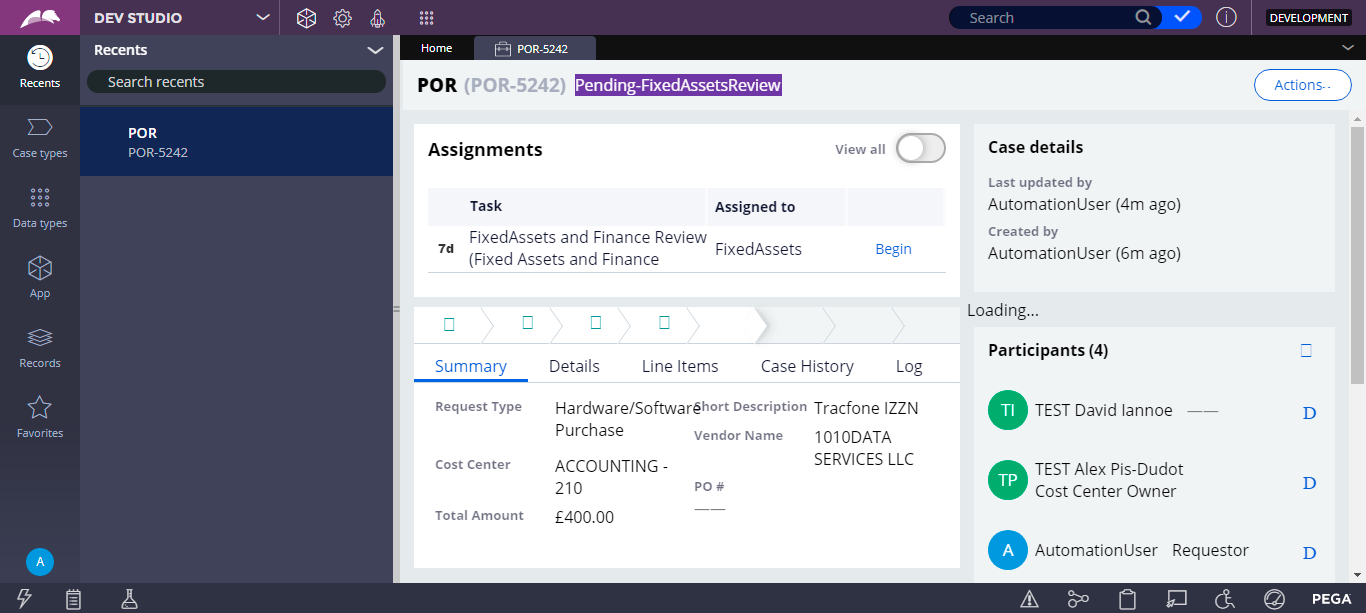 DEV STUDIO
Search
DEVELOPMENT
Recents
Recents
Search recents
Home
POR-5242
POR (POR-5242) Pending-FixedAssetsReview
Actions
POR
POR-5242
Case types
Data types
App
Records
Favorites
A
Assignments
View all
Task
Assigned to
7d
FixedAssets and Finance Review
(Fixed Assets and Finance
FixedAssets
Begin
Case details
Last updated by
AutomationUser (4m ago)
Created by
AutomationUser (6m ago)
Loading...
Summary
Details
Line Items
Case History
Log
Request Type
Hardware/Software
Purchase
Short Description
Tracfone IZZN
Vendor Name
1010DATA
SERVICES LLC
Cost Center
ACCOUNTING -
210
PO #
——
Total Amount
£400.00
Participants (4)
TI
TEST David Iannoe ——
D
TP
TEST Alex Pis-Dudot
Cost Center Owner
D
A
AutomationUser Requestor
D
PEGA